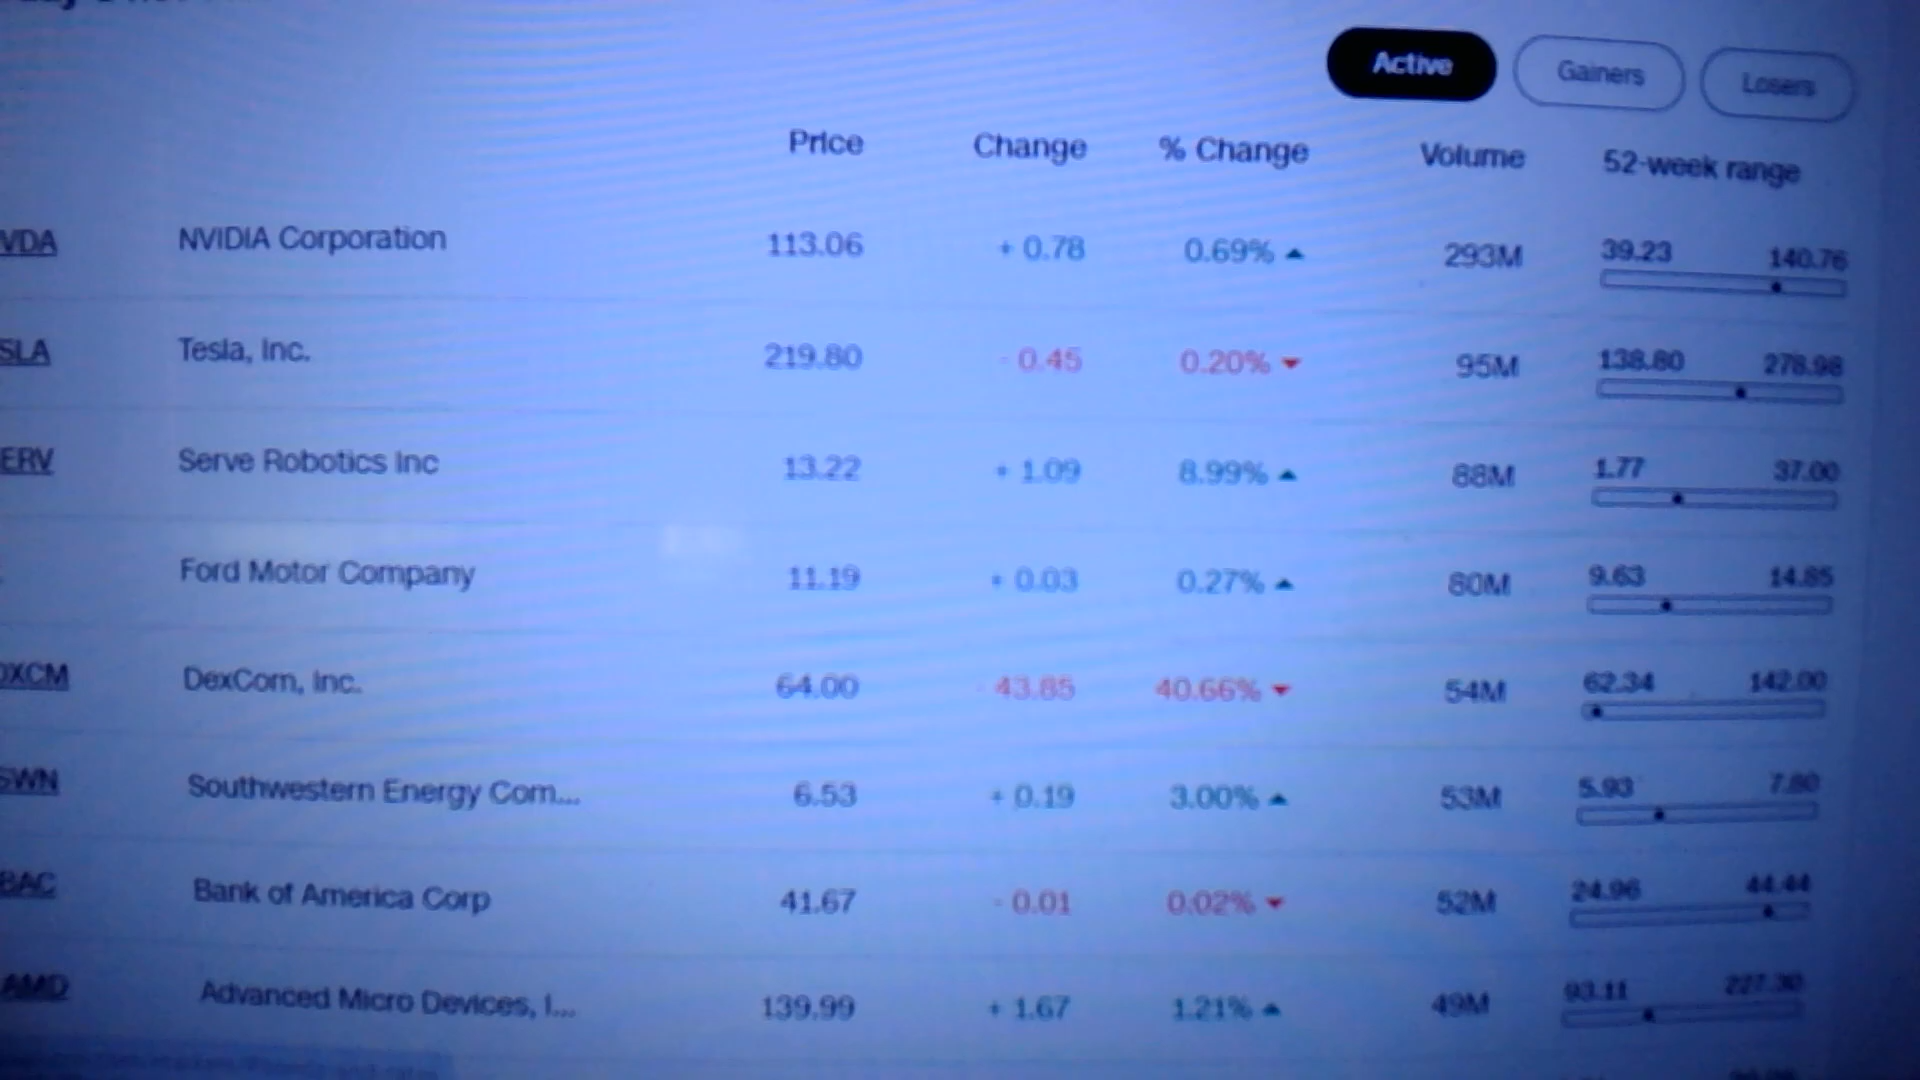 Active Gainers Losers
Price Change % Change Volume 52-week range
VDA NVIDIA Corporation 113.06 + 0.78 0.69% 293M 39.23 140.76
SLA Tesla, Inc. 219.80 - 0.45 0.20% 95M 138.80 278.98
ERV Serve Robotics Inc 13.22 + 1.09 8.99% 88M 1.77 37.00
Ford Motor Company 11.19 + 0.03 0.27% 80M 9.63 14.85
DXCM DexCom, Inc. 64.00 - 43.85 40.66% 54M 62.34 142.00
SWN Southwestern Energy Com... 6.53 + 0.19 3.00% 53M 5.93 7.80
BAC Bank of America Corp 41.67 - 0.01 0.02% 52M 24.96 44.44
AMD Advanced Micro Devices, I... 139.99 + 1.67 1.21% 49M 93.11 227.30